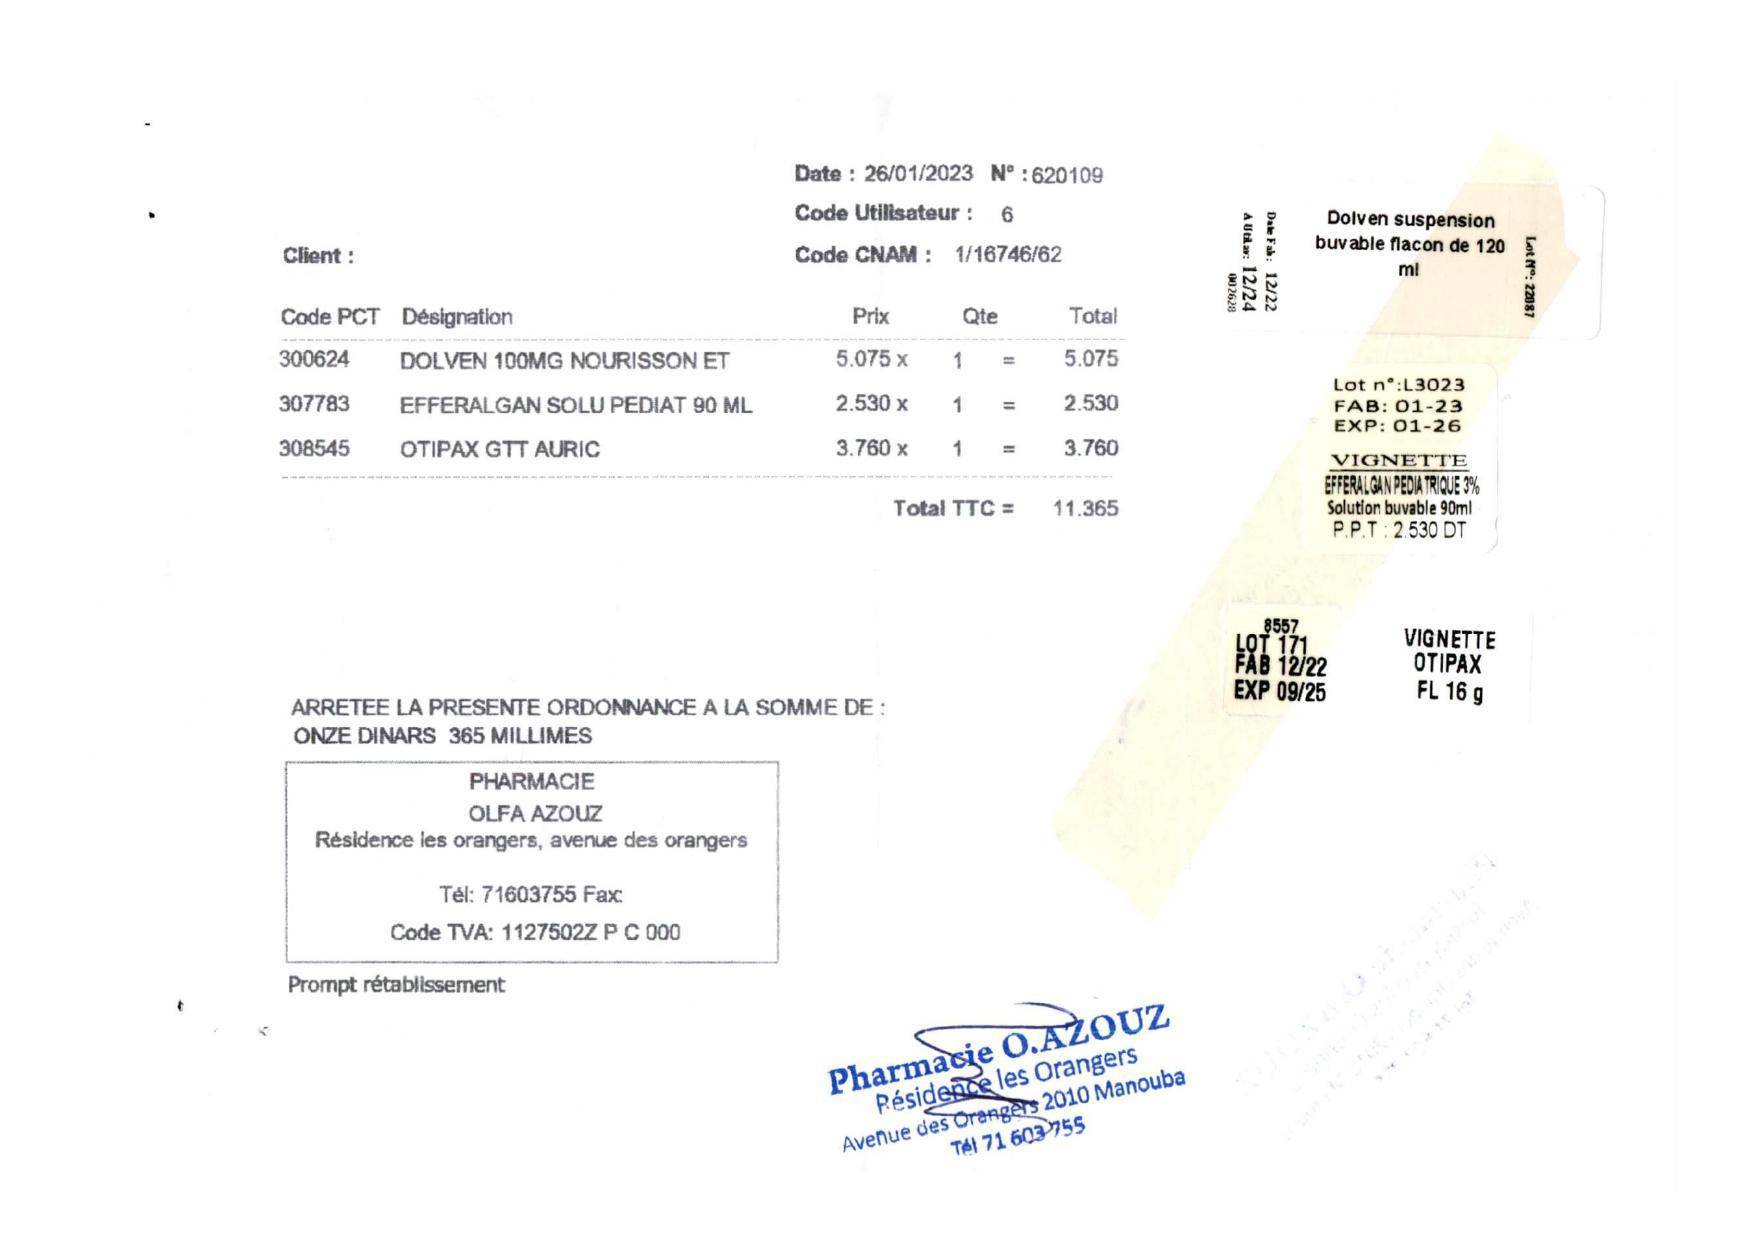 Date : 26/01/2023 N° : 620109
Code Utilisateur : 6
Client :
Code CNAM : 1/16746/62
Code PCT Désignation Prix Qte Total
300624 DOLVEN 100MG NOURISSON ET 5.075 x 1 = 5.075
307783 EFFERALGAN SOLU PEDIAT 90 ML 2.530 x 1 = 2.530
308545 OTIPAX GTT AURIC 3.760 x 1 = 3.760
Total TTC = 11.365
ARRETEE LA PRESENTE ORDONNANCE A LA SOMME DE :
ONZE DINARS 365 MILLIMES
PHARMACIE
OLFA AZOUZ
Résidence les orangers, avenue des orangers
Tél: 71603755 Fax:
Code TVA: 1127502Z P C 000
Prompt rétablissement
Dolven suspension
buvable flacon de 120
ml
Date Fab : 12/22
A Utilav: 12/24
002628
Lot N°: 22087
Lot n°:L3023
FAB: 01-23
EXP: 01-26
VIGNETTE
EFFERALGAN PEDIATRIQUE 3%
Solution buvable 90ml
P.P.T : 2.530 DT
8557
LOT 171
FAB 12/22
EXP 09/25
VIGNETTE
OTIPAX
FL 16 g
Pharmacie O.AZOUZ
Résidence les Orangers
Avenue des Orangers 2010 Manouba
Tél 71 603 755